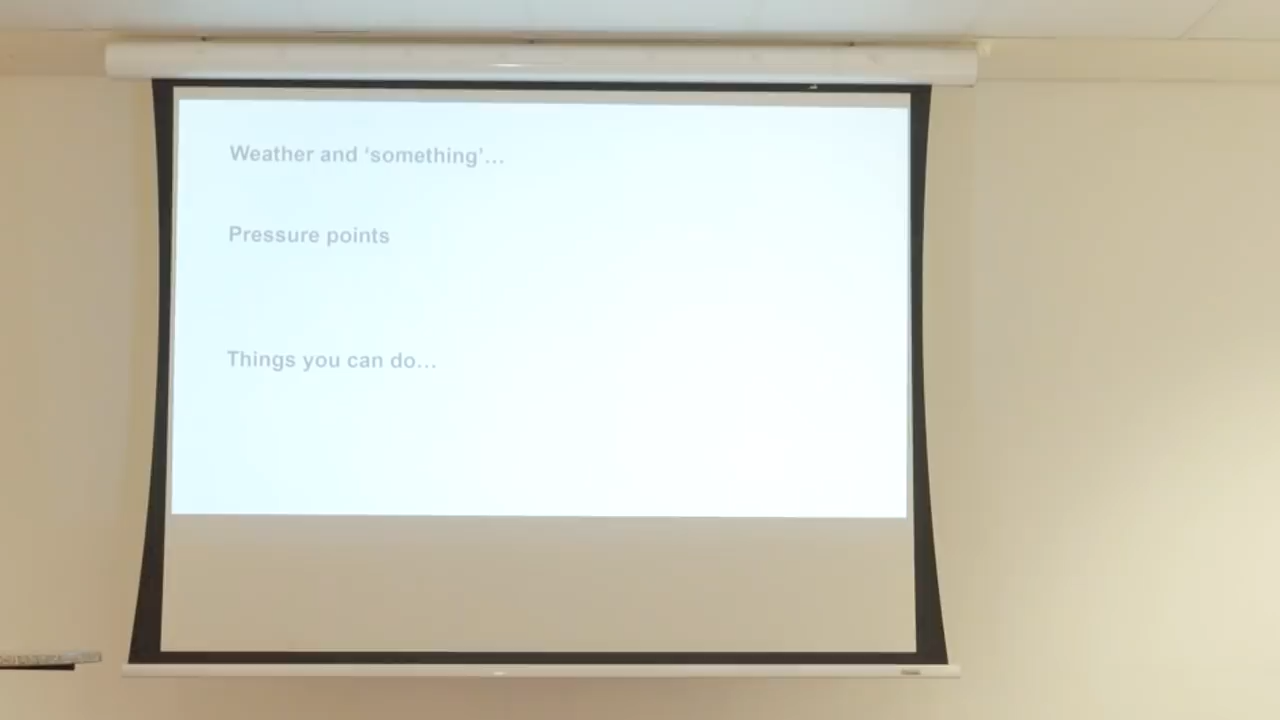 Weather and ‘something’…
Pressure points
Things you can do…